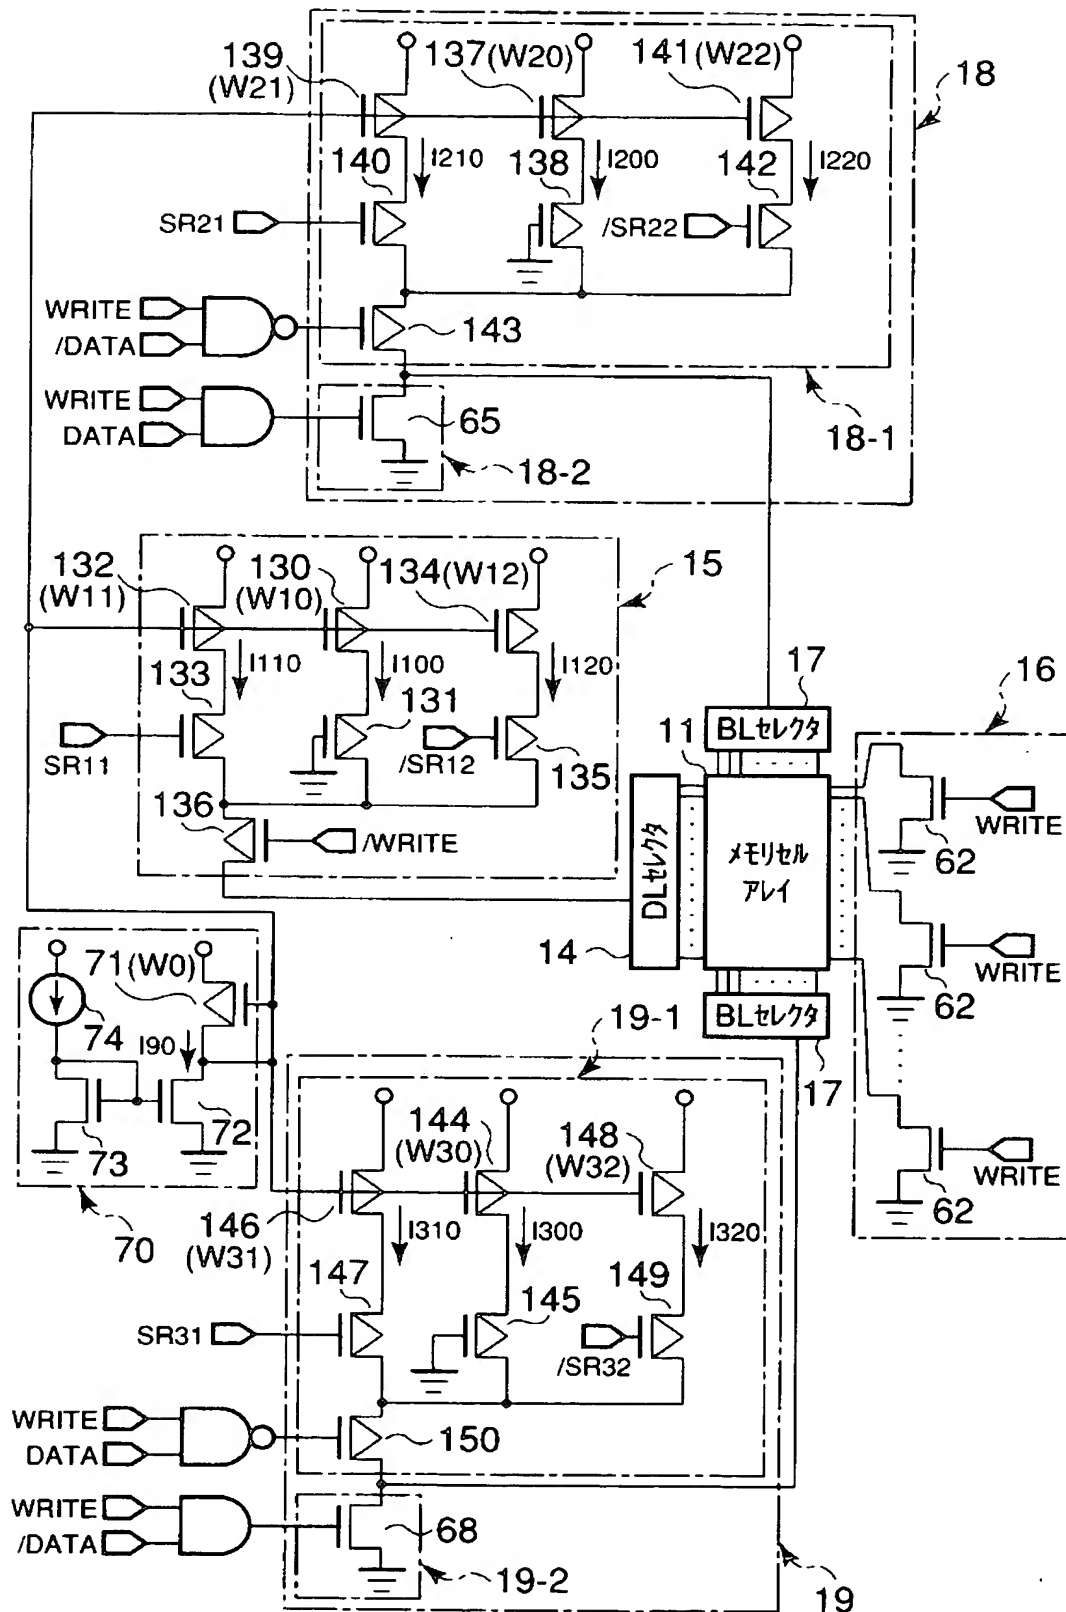 139
(W21)
137(W20)
141(W22)
18
140
I210
138
I200
142
I220
SR21
/SR22
WRITE
/DATA
143
WRITE
DATA
65
18-2
18-1
132
(W11)
130
(W10)
134(W12)
15
133
I110
I100
I120
131
SR11
/SR12
135
136
/WRITE
17
16
11
BLセレクタ
DLセレクタ
メモリセル
アレイ
14
BLセレクタ
17
WRITE
62
WRITE
62
WRITE
62
71(W0)
74
I90
72
73
70
19-1
144
(W30)
148
(W32)
146
(W31)
I310
I300
I320
147
145
149
SR31
/SR32
WRITE
DATA
150
WRITE
/DATA
68
19-2
19